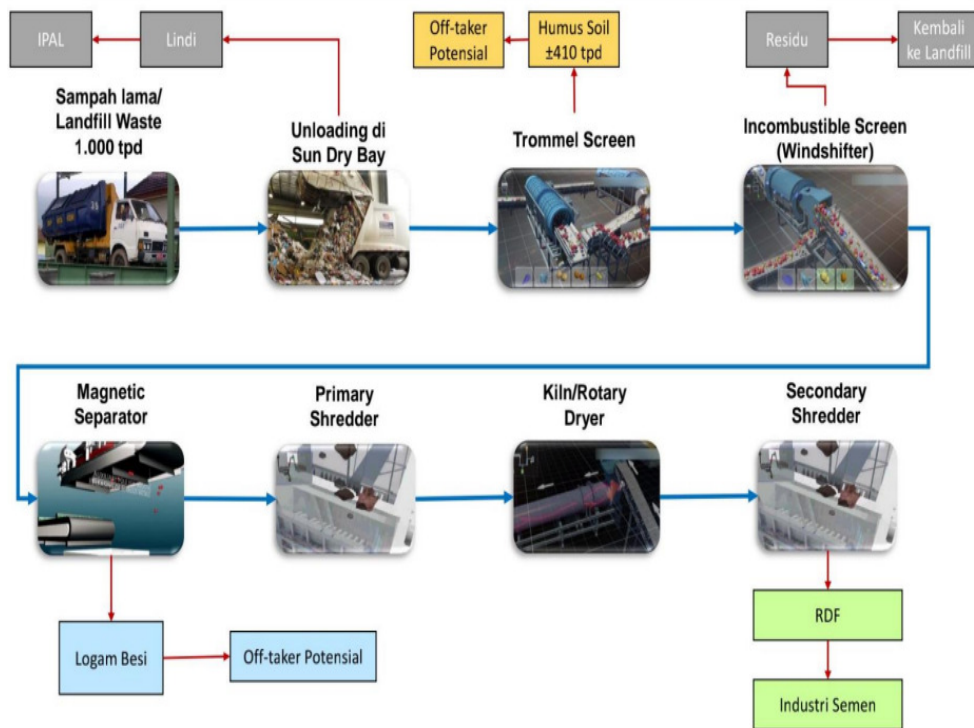 IPAL
Lindi
Off-taker
Potensial
Humus Soil
±410 tpd
Residu
Kembali
ke Landfill
Sampah lama/
Landfill Waste
1.000 tpd
Unloading di
Sun Dry Bay
Trommel Screen
Incombustible Screen
(Windshifter)
Magnetic
Separator
Primary
Shredder
Kiln/Rotary
Dryer
Secondary
Shredder
Logam Besi
Off-taker Potensial
RDF
Industri Semen